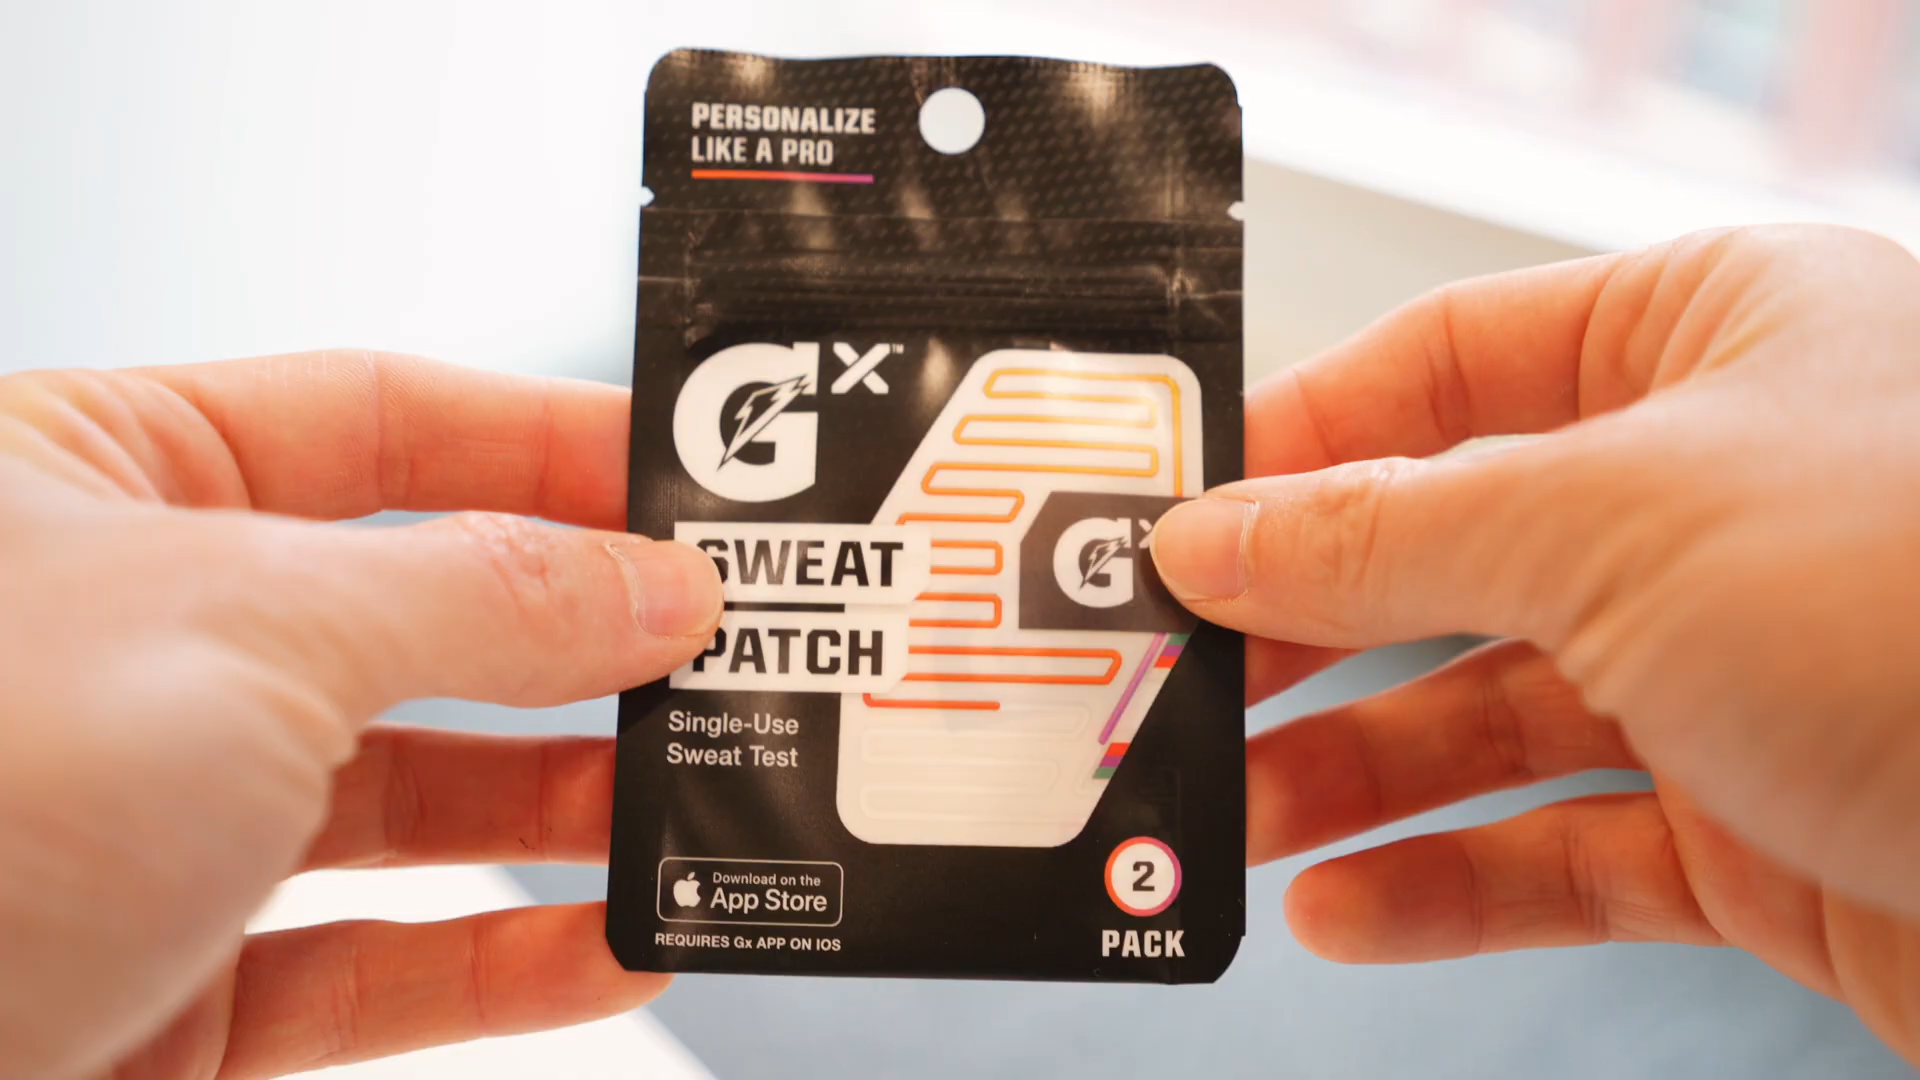 PERSONALIZE
LIKE A PRO
Gx™
SWEAT
PATCH
Gx
Single-Use
Sweat Test
Download on the
App Store
REQUIRES Gx APP ON IOS
2
PACK